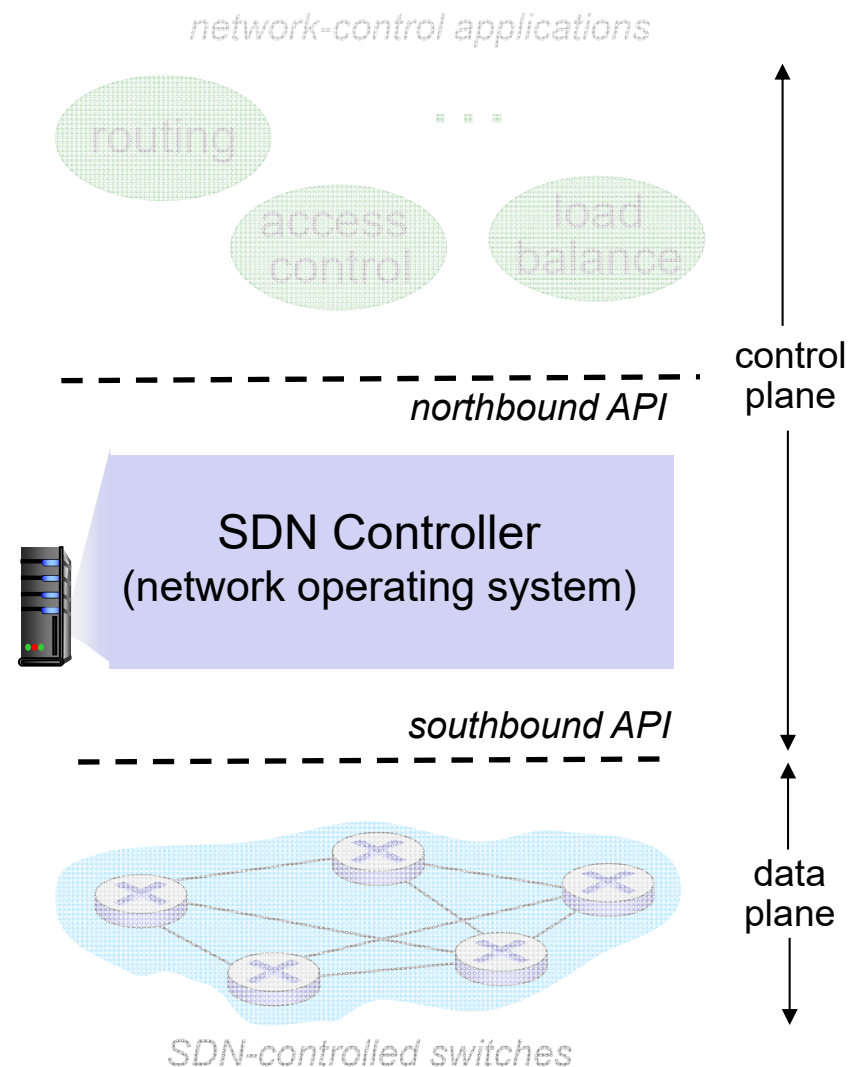 network-control applications
routing
. . .
access
control
load
balance
control
plane
northbound API
SDN Controller
(network operating system)
southbound API
data
plane
SDN-controlled switches